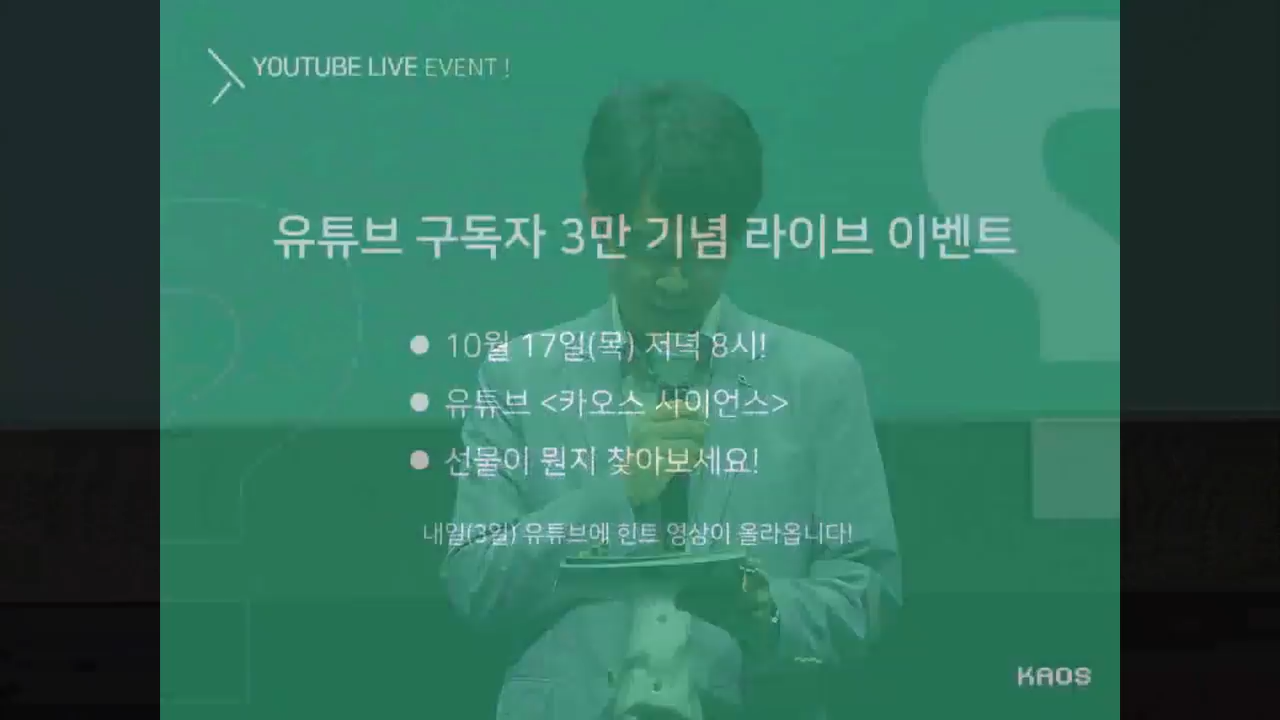 YOUTUBE LIVE EVENT !
유튜브 구독자 3만 기념 라이브 이벤트
● 10월 17일(목) 저녁 8시!
● 유튜브 <카오스 사이언스>
● 선물이 뭔지 찾아보세요!
내일(3일) 유튜브에 힌트 영상이 올라옵니다!
KAOS